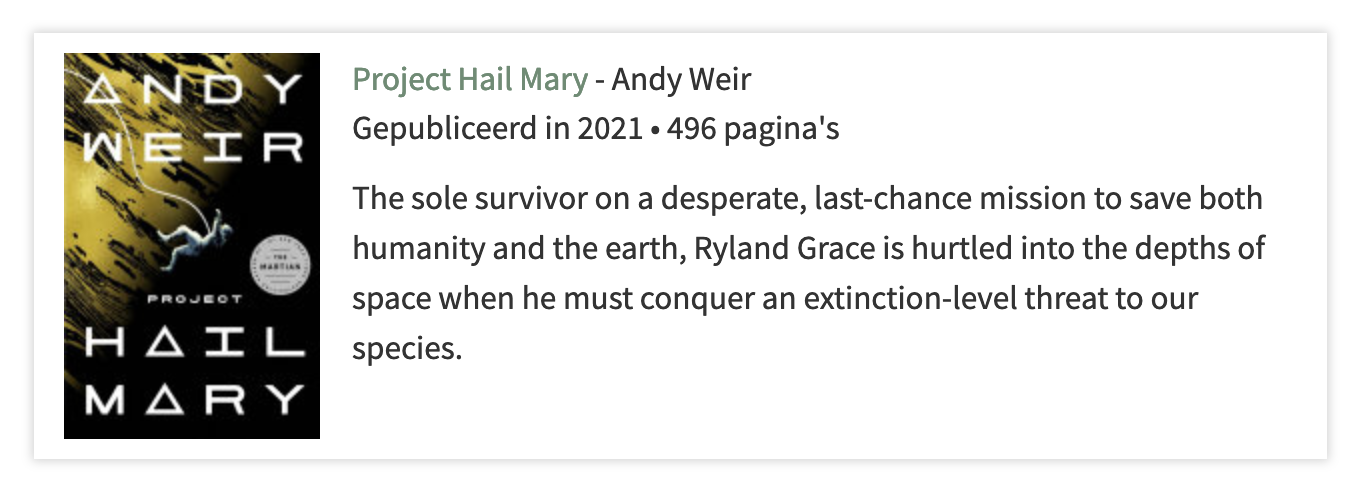 ANDY
WEIR
THE
MARTIAN
PROJECT
HAIL
MARY
Project Hail Mary - Andy Weir
Gepubliceerd in 2021 • 496 pagina's
The sole survivor on a desperate, last-chance mission to save both
humanity and the earth, Ryland Grace is hurtled into the depths of
space when he must conquer an extinction-level threat to our
species.